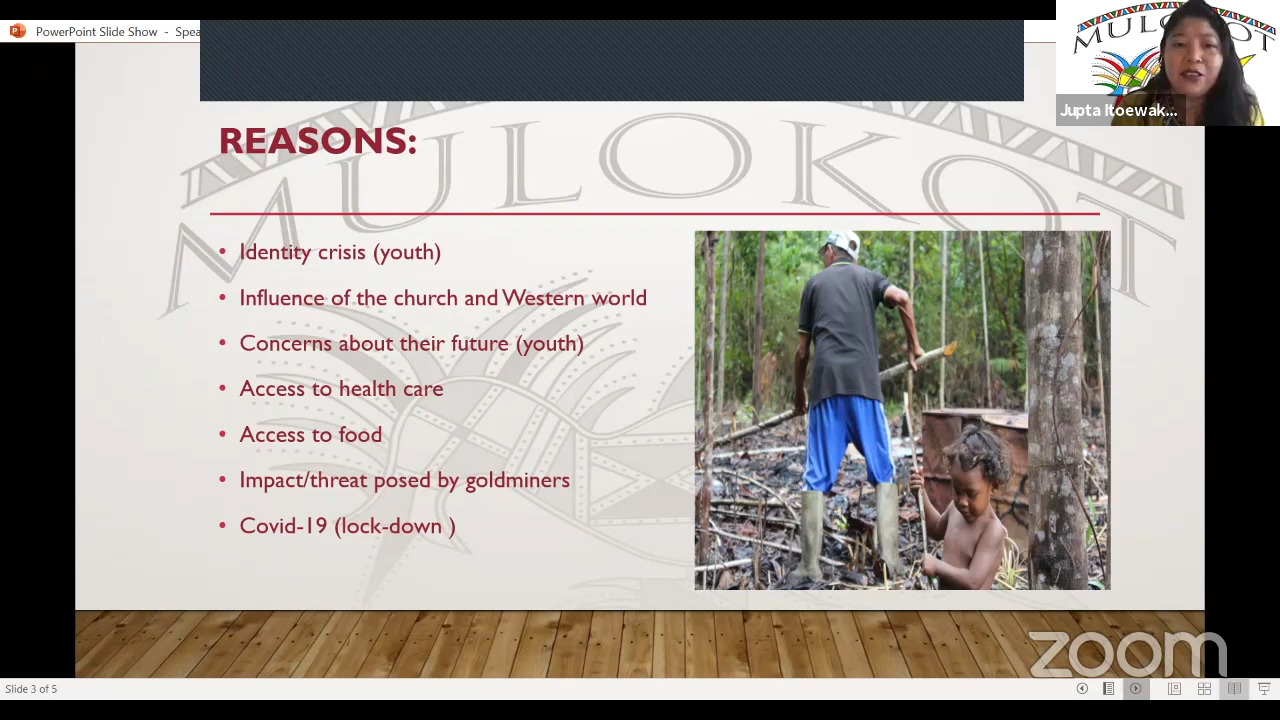 PowerPoint Slide Show - Spea
MULOKOT
Jupta Itoewak...
REASONS:
MULOKOT
• Identity crisis (youth)
• Influence of the church and Western world
• Concerns about their future (youth)
• Access to health care
• Access to food
• Impact/threat posed by goldminers
• Covid-19 (lock-down )
zoom
Slide 3 of 5